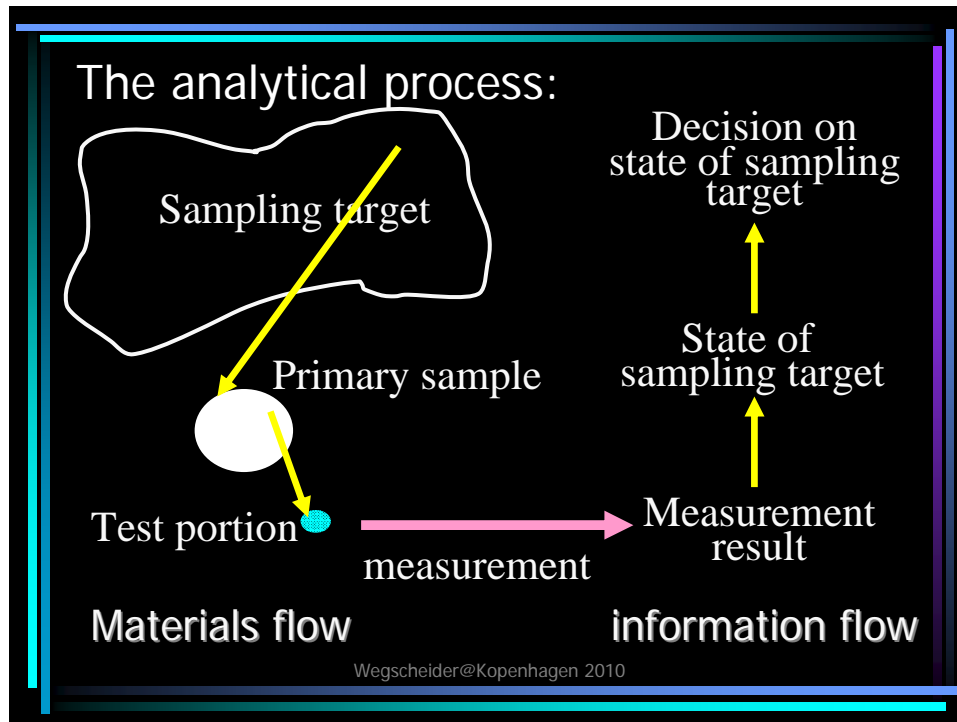 The analytical process:
Sampling target
Primary sample
Test portion
measurement
Materials flow
Decision on
state of sampling
target
State of
sampling target
Measurement
result
information flow
Wegscheider@Kopenhagen 2010